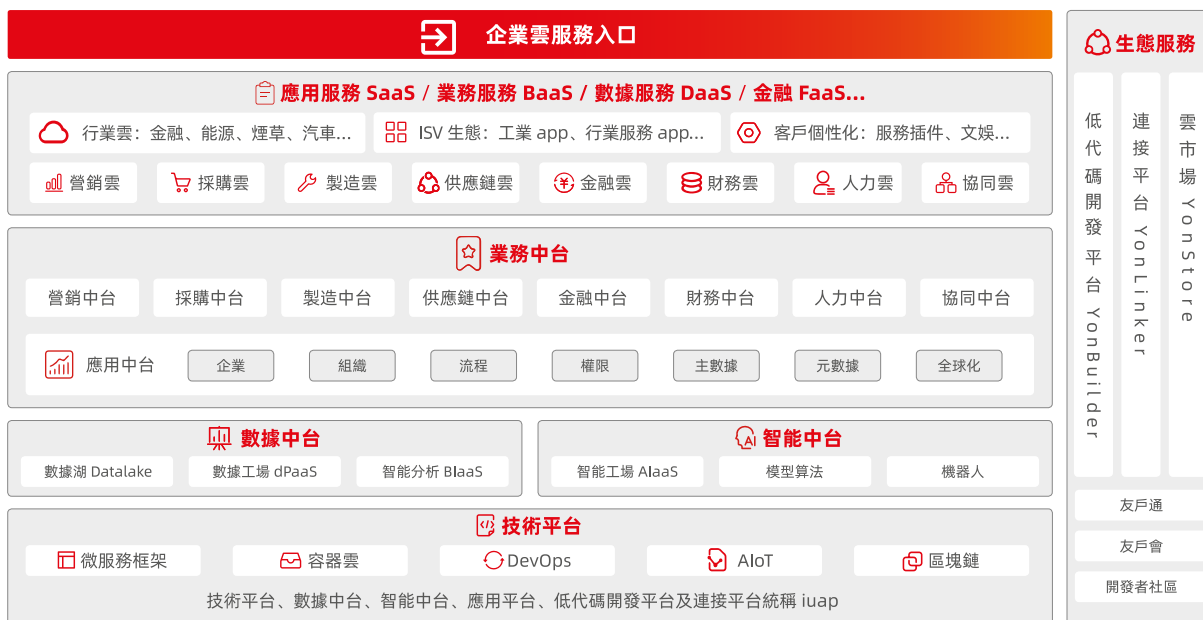 企業雲服務入口
應用服務 SaaS / 業務服務 BaaS / 數據服務 DaaS / 金融 FaaS...
行業雲：金融、能源、煙草、汽車...
ISV 生態：工業 app、行業服務 app...
客戶個性化：服務插件、文娛...
營銷雲
採購雲
製造雲
供應鏈雲
金融雲
財務雲
人力雲
協同雲
業務中台
營銷中台
採購中台
製造中台
供應鏈中台
金融中台
財務中台
人力中台
協同中台
應用中台
企業
組織
流程
權限
主數據
元數據
全球化
數據中台
數據湖 Datalake
數據工場 dPaaS
智能分析 BIaaS
AI
智能中台
智能工場 AIaaS
模型算法
機器人
技術平台
微服務框架
容器雲
DevOps
AIoT
區塊鏈
技術平台、數據中台、智能中台、應用平台、低代碼開發平台及連接平台統稱 iuap
生態服務
低代碼開發平台 YonBuilder
連接平台 YonLinker
雲市場 YonStore
友戶通
友戶會
開發者社區